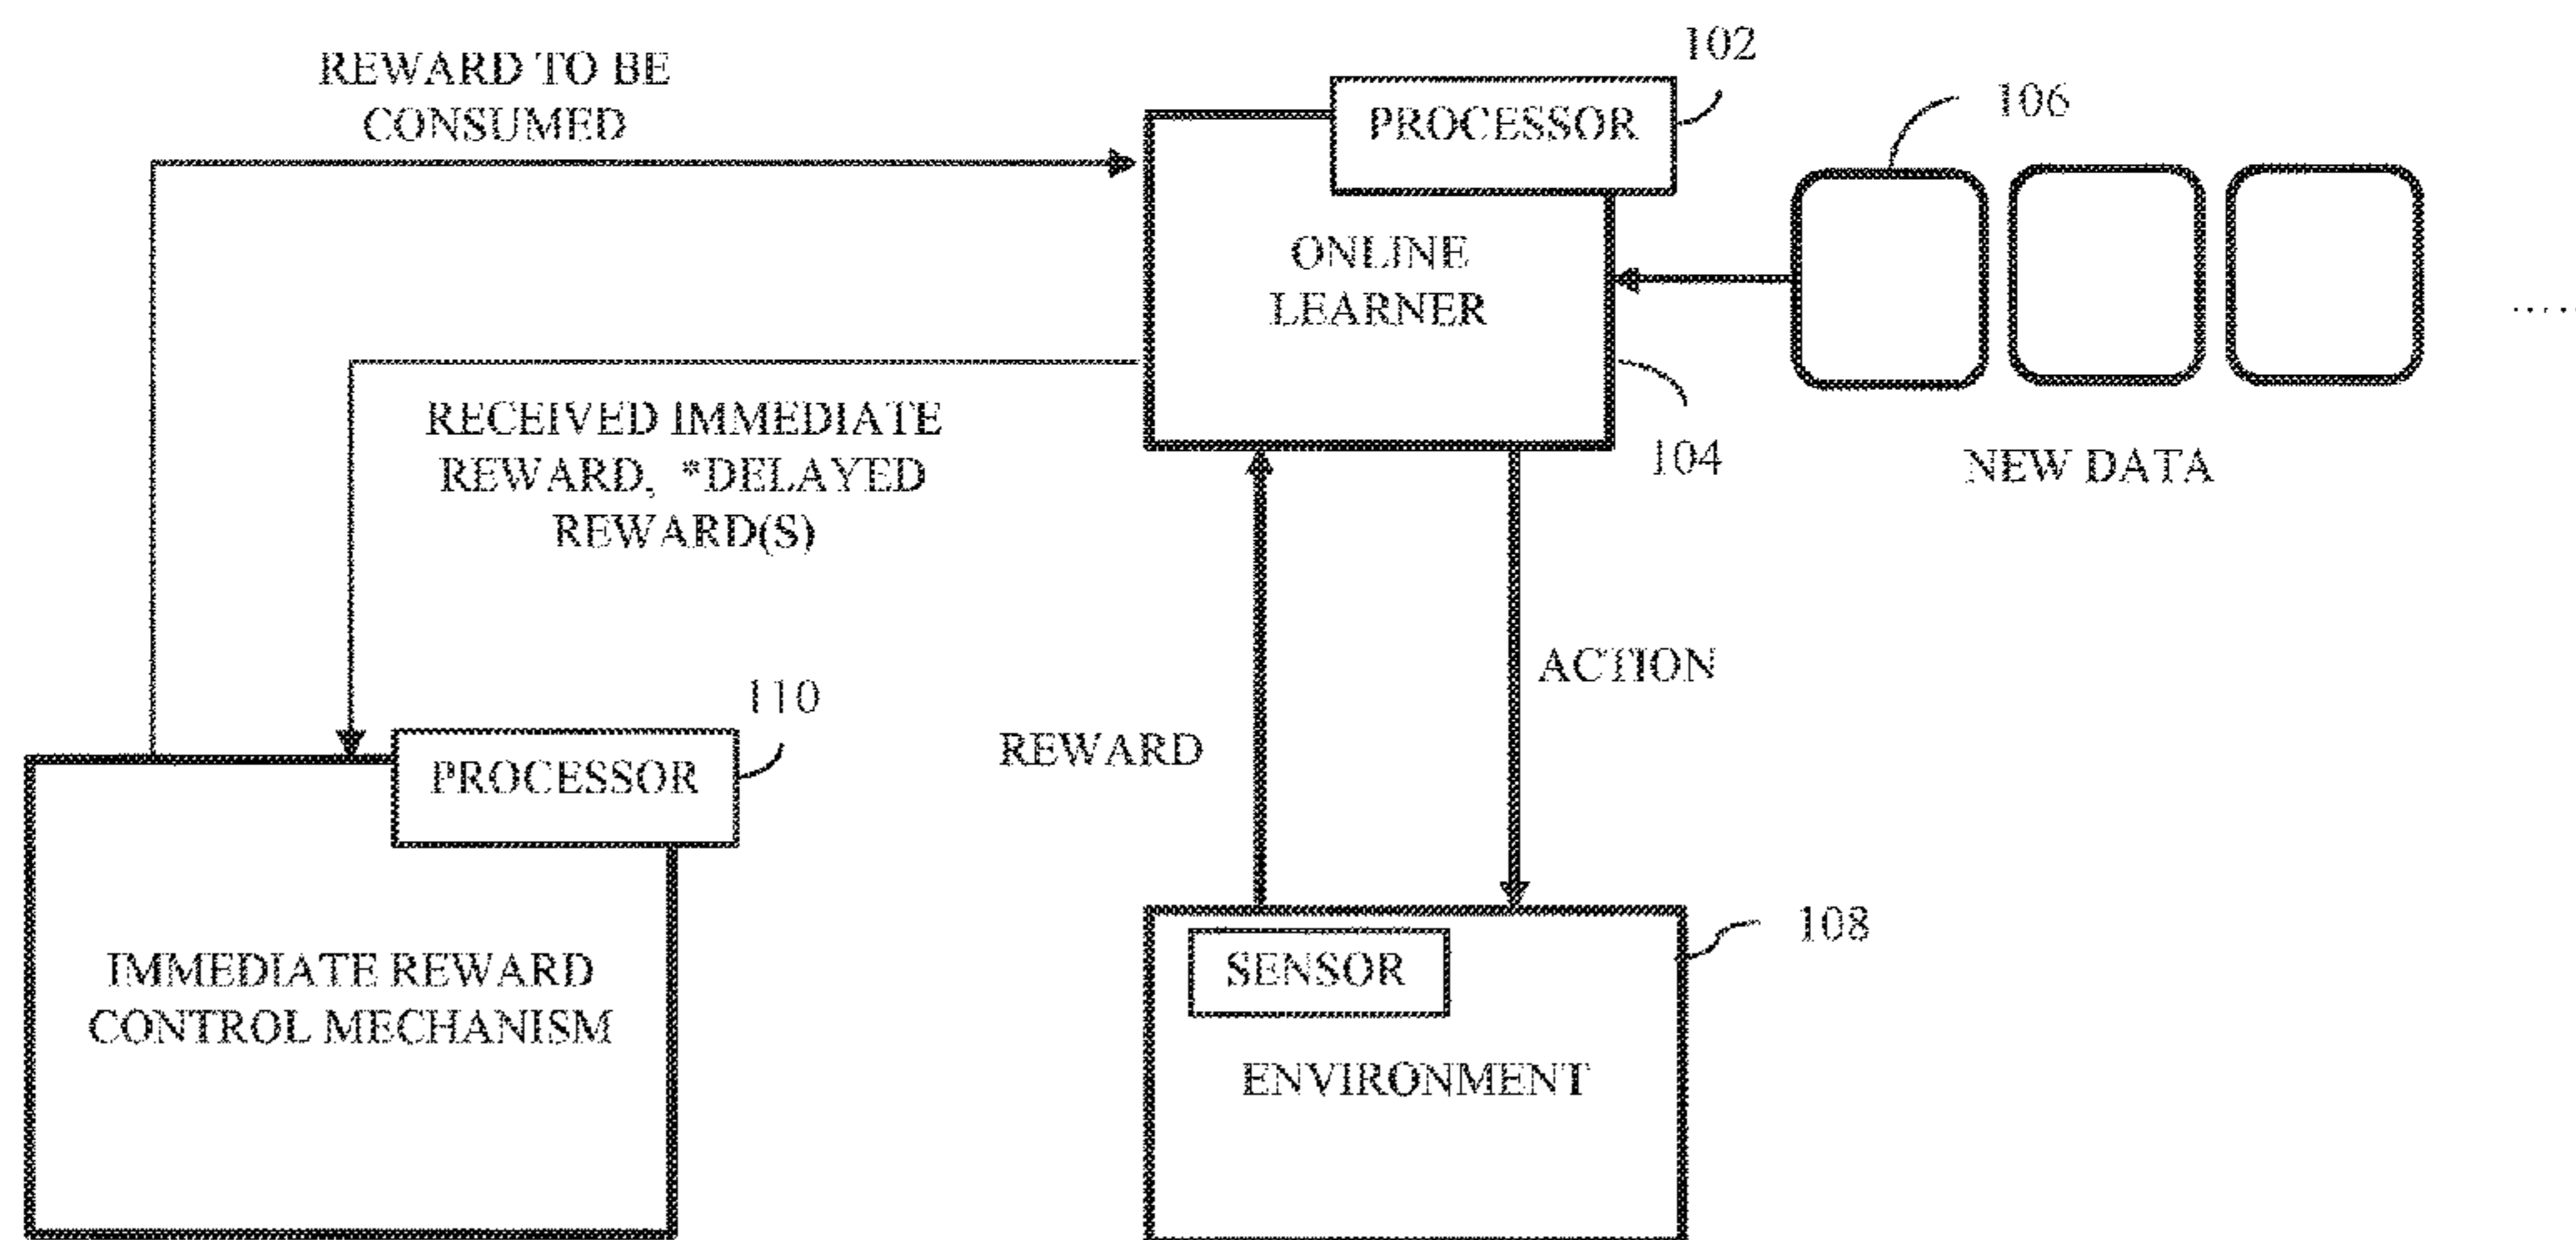 REWARD TO BE
CONSUMED
102
PROCESSOR
106
ONLINE
LEARNER
.....
RECEIVED IMMEDIATE
REWARD, *DELAYED
REWARD(S)
104
NEW DATA
ACTION
110
REWARD
PROCESSOR
108
SENSOR
IMMEDIATE REWARD
CONTROL MECHANISM
ENVIRONMENT